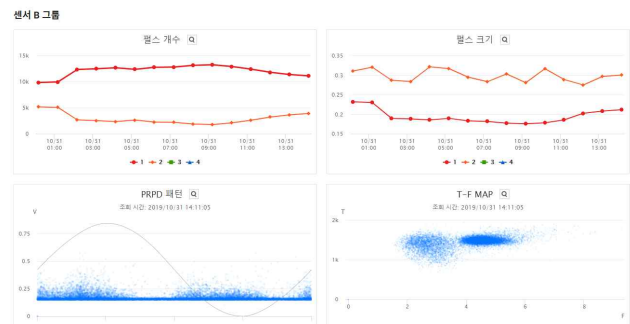 센서 B 그룹
펄스 개수
15k
10k
5k
0
10/31 01:00
10/31 03:00
10/31 05:00
10/31 07:00
10/31 09:00
10/31 11:00
10/31 13:00
1 2 3 4
펄스 크기
0.35
0.3
0.25
0.2
0.15
10/31 01:00
10/31 03:00
10/31 05:00
10/31 07:00
10/31 09:00
10/31 11:00
10/31 13:00
1 2 3 4
PRPD 패턴
조회 시간: 2019/10/31 14:11:05
V
0.75
0.5
0.25
0
T-F MAP
조회 시간: 2019/10/31 14:11:05
T
2k
1k
0
0 2 4 6 8
F